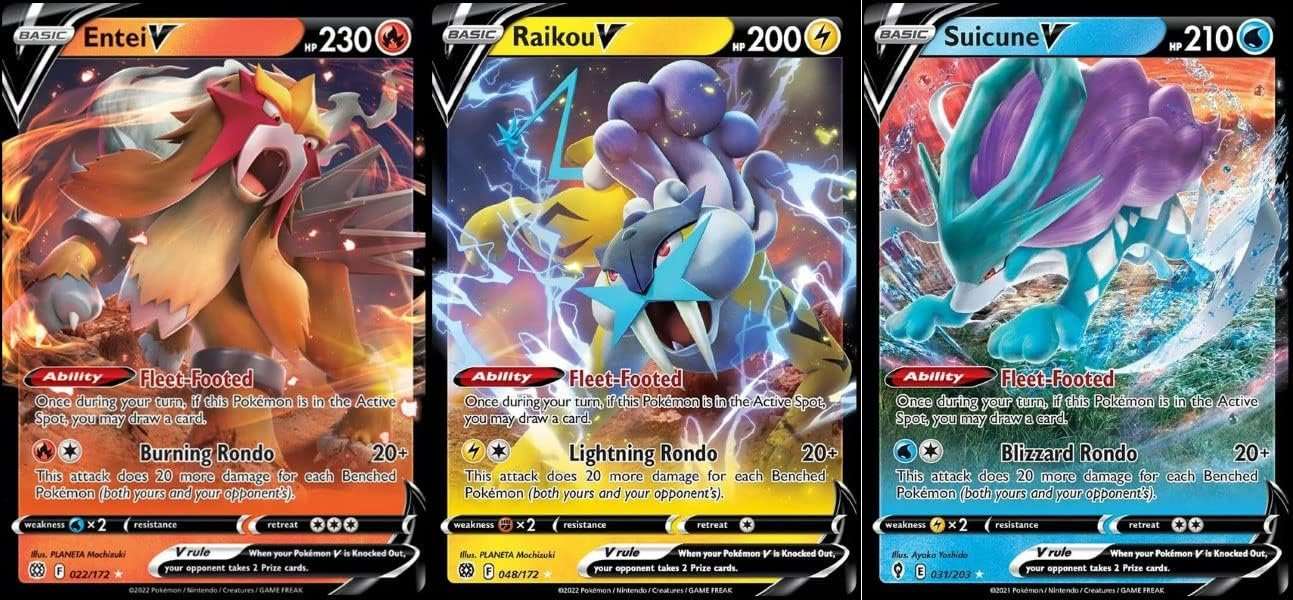 BASIC Entei V HP 230
Ability Fleet-Footed
Once during your turn, if this Pokémon is in the Active
Spot, you may draw a card.
Burning Rondo 20+
This attack does 20 more damage for each Benched
Pokémon (both yours and your opponent's).
weakness ×2 resistance retreat
Illus. PLANETA Mochizuki
V rule When your Pokémon V is Knocked Out,
your opponent takes 2 Prize cards.
F 022/172
©2022 Pokémon / Nintendo / Creatures / GAME FREAK
BASIC Raikou V HP 200
Ability Fleet-Footed
Once during your turn, if this Pokémon is in the Active Spot,
you may draw a card.
Lightning Rondo 20+
This attack does 20 more damage for each Benched
Pokémon (both yours and your opponent's).
weakness ×2 resistance retreat
Illus. PLANETA Mochizuki
V rule When your Pokémon V is Knocked Out,
your opponent takes 2 Prize cards.
F 048/172
©2022 Pokémon / Nintendo / Creatures / GAME FREAK
BASIC Suicune V HP 210
Ability Fleet-Footed
Once during your turn, if this Pokémon is in the Active
Spot, you may draw a card.
Blizzard Rondo 20+
This attack does 20 more damage for each Benched
Pokémon (both yours and your opponent's).
weakness ×2 resistance retreat
Illus. Ayaka Yoshida
V rule When your Pokémon V is Knocked Out,
your opponent takes 2 Prize cards.
E 031/203
©2021 Pokémon / Nintendo / Creatures / GAME FREAK